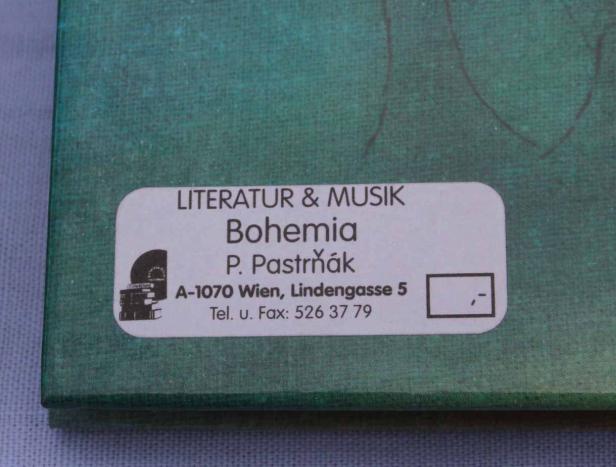 LITERATUR & MUSIK
Bohemia
P. Pastrňák
A-1070 Wien, Lindengasse 5
Tel. u. Fax: 526 37 79
,-